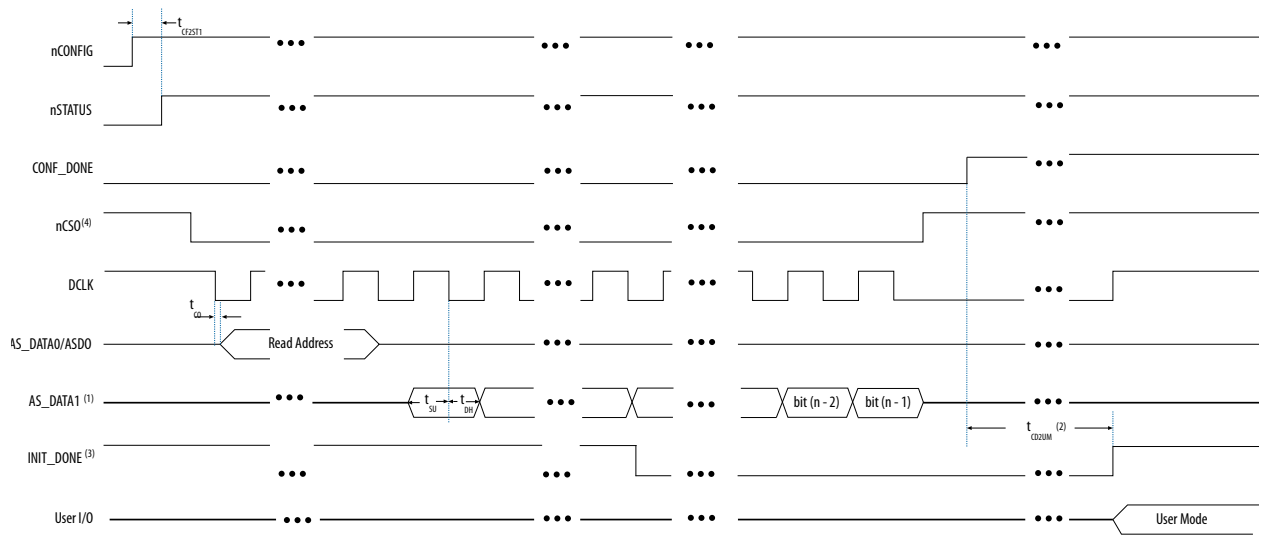 t CF2ST1
nCONFIG
nSTATUS
CONF_DONE
nCSO(4)
DCLK
t CO
AS_DATA0/ASDO
Read Address
AS_DATA1 (1)
t SU
t DH
bit (n - 2)
bit (n - 1)
t CD2UM (2)
INIT_DONE (3)
User I/O
User Mode